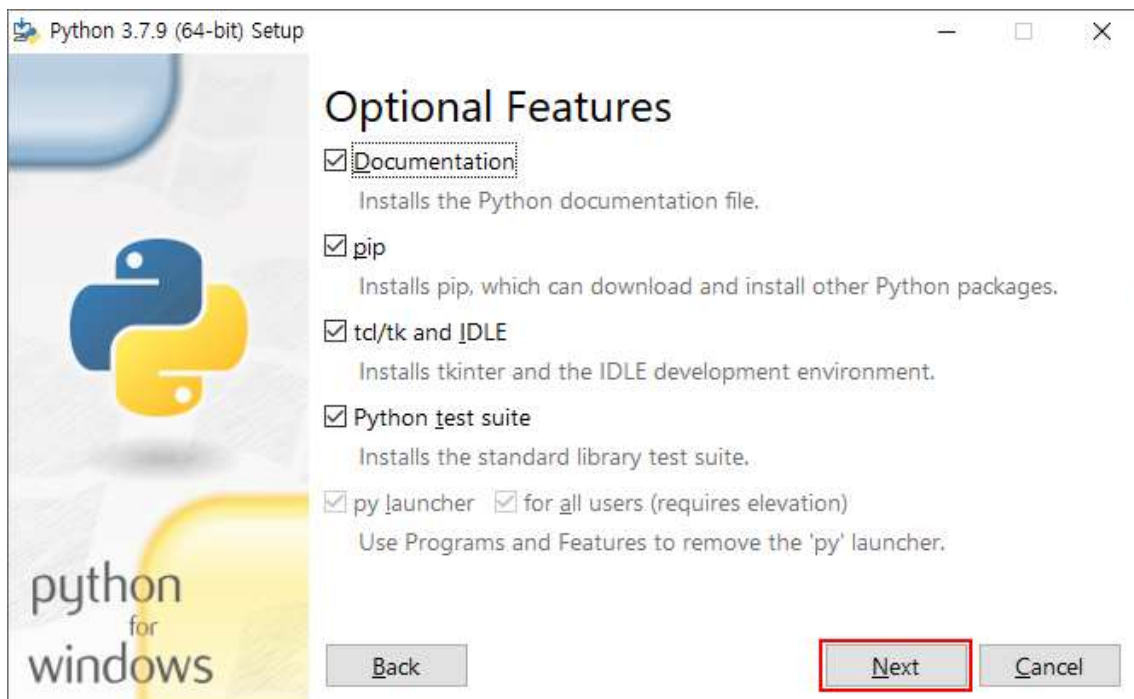 Python 3.7.9 (64-bit) Setup
Optional Features
Documentation
Installs the Python documentation file.
pip
Installs pip, which can download and install other Python packages.
tcl/tk and IDLE
Installs tkinter and the IDLE development environment.
Python test suite
Installs the standard library test suite.
py launcher for all users (requires elevation)
Use Programs and Features to remove the 'py' launcher.
python
for
windows
Back Next Cancel